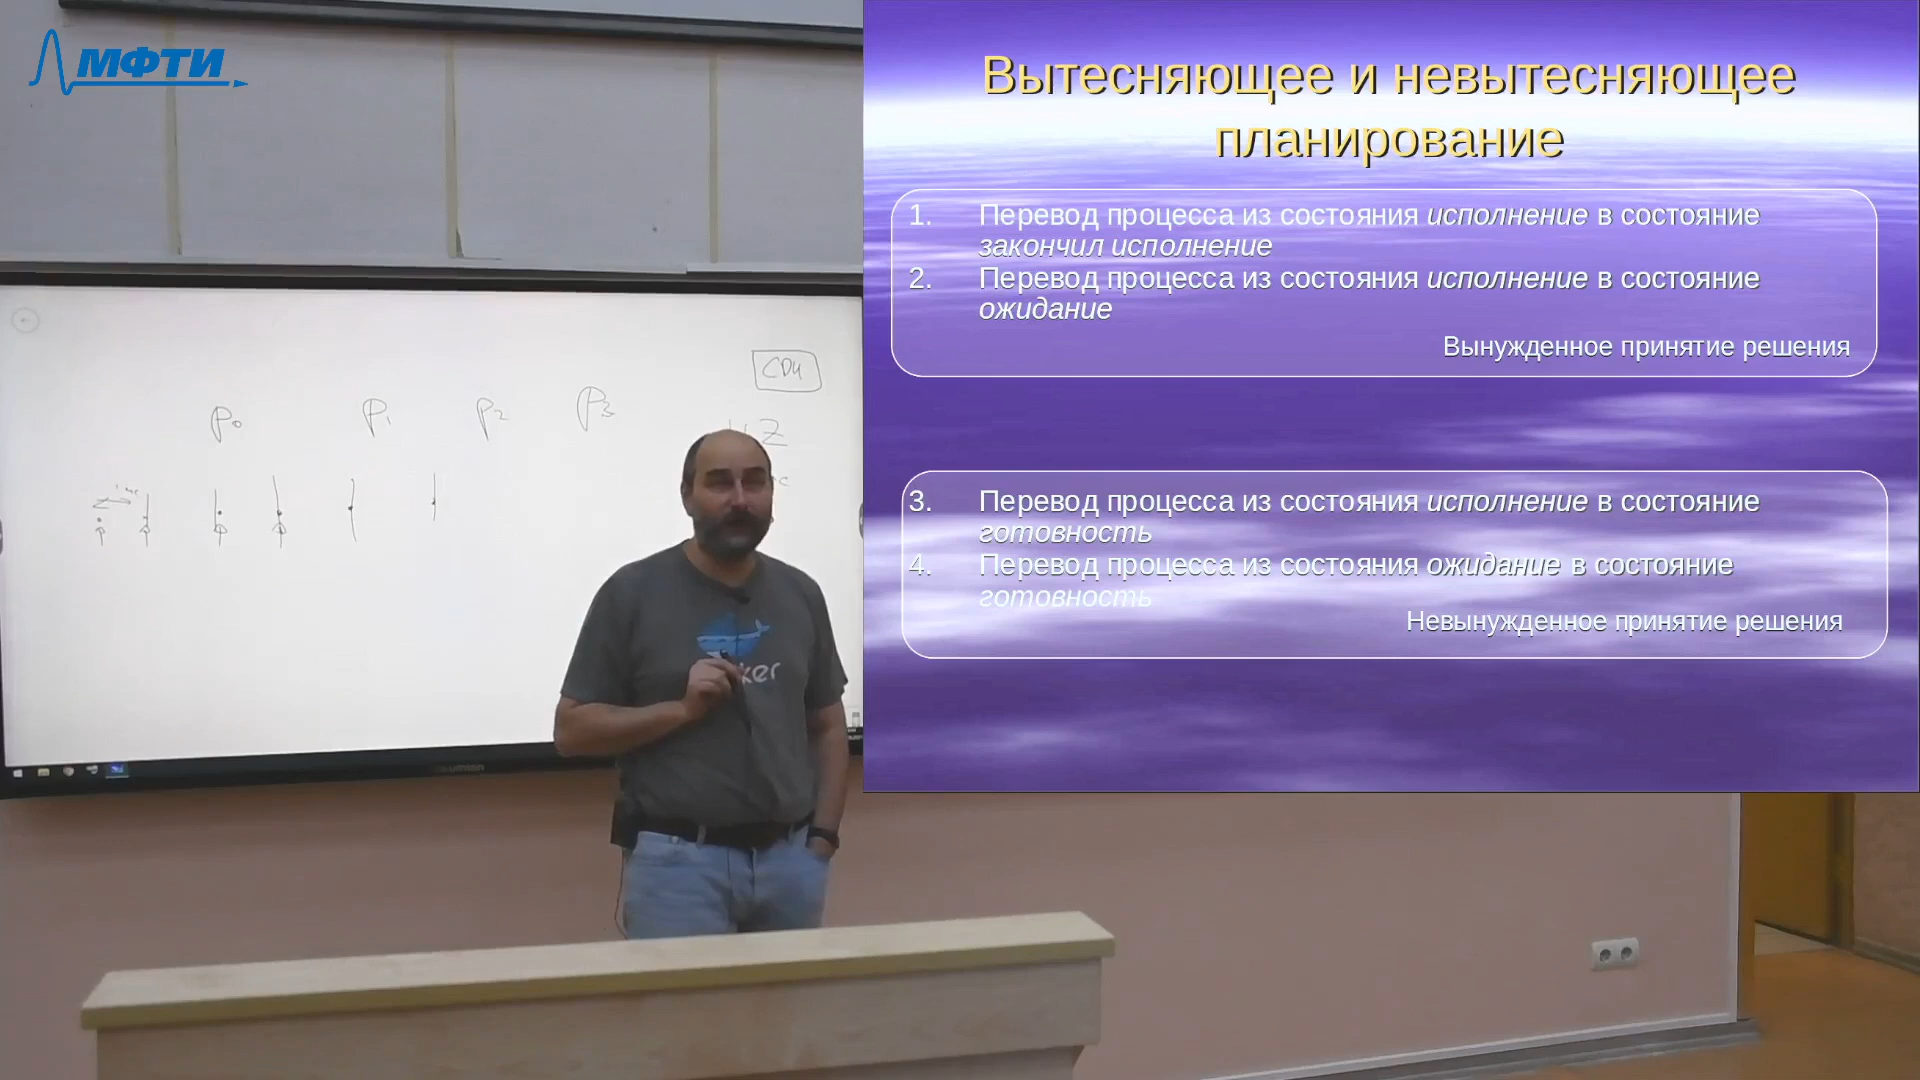 МФТИ
Вытесняющее и невытесняющее
планирование
1. Перевод процесса из состояния исполнение в состояние
закончил исполнение
2. Перевод процесса из состояния исполнение в состояние
ожидание
Вынужденное принятие решения
3. Перевод процесса из состояния исполнение в состояние
готовность
4. Перевод процесса из состояния ожидание в состояние
готовность
Невынужденное принятие решения
P0 P1 P2 P3